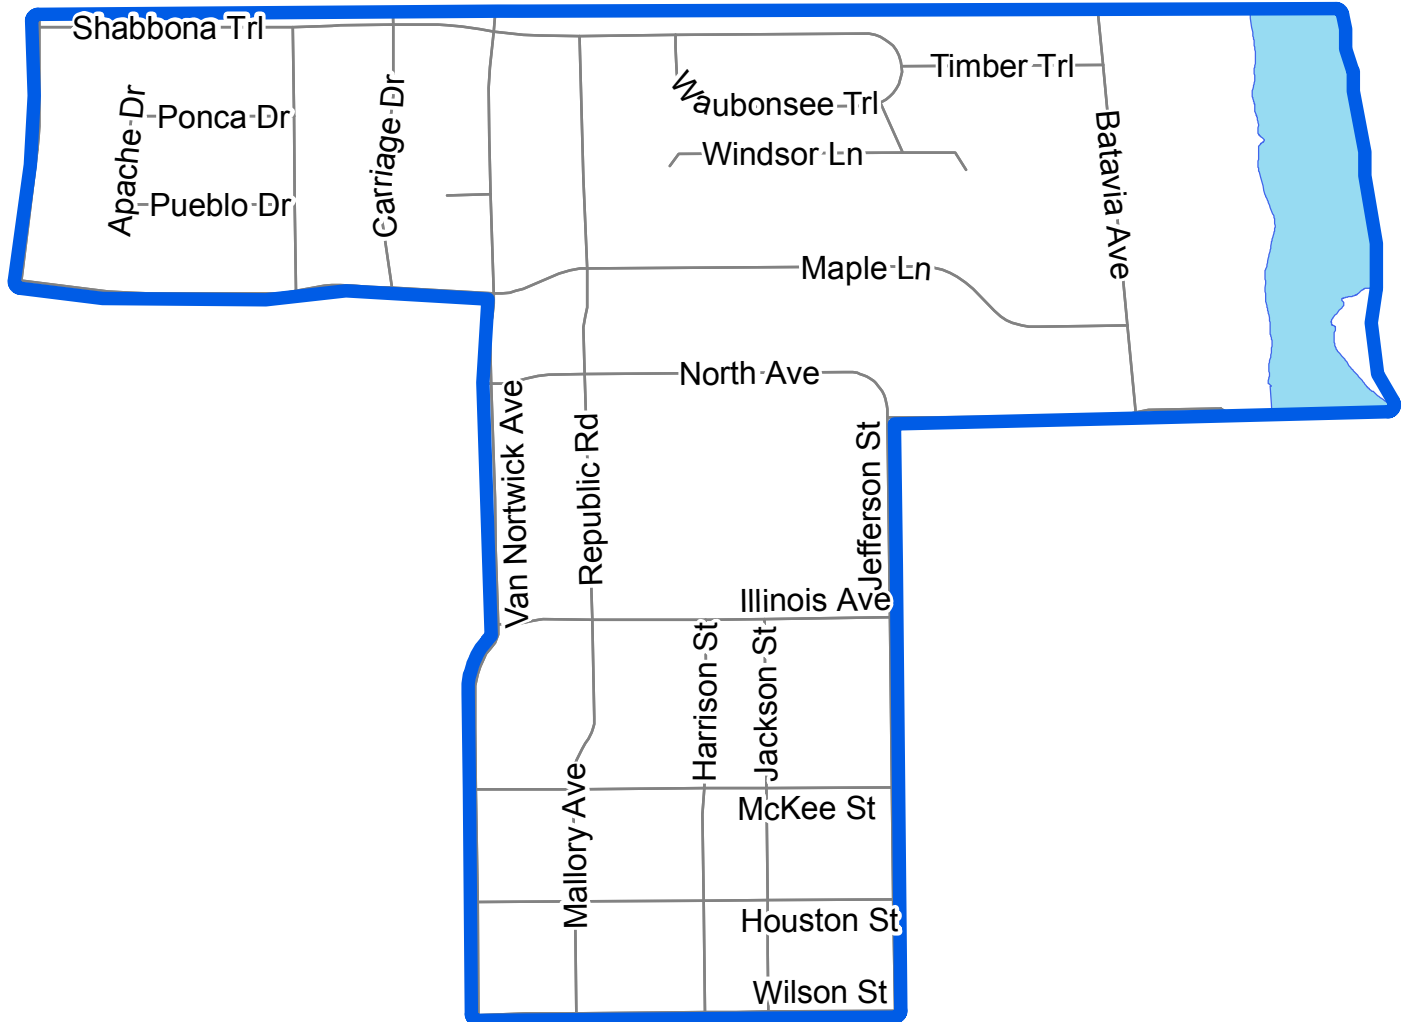 Shabbona Trl
Timber Trl
Apache Dr
Ponca Dr
Carriage Dr
Waubonsee Trl
Batavia Ave
Windsor Ln
Pueblo Dr
Maple Ln
North Ave
Van Nortwick Ave
Republic Rd
Jefferson St
Illinois Ave
Harrison St
Jackson St
Mallory Ave
McKee St
Houston St
Wilson St